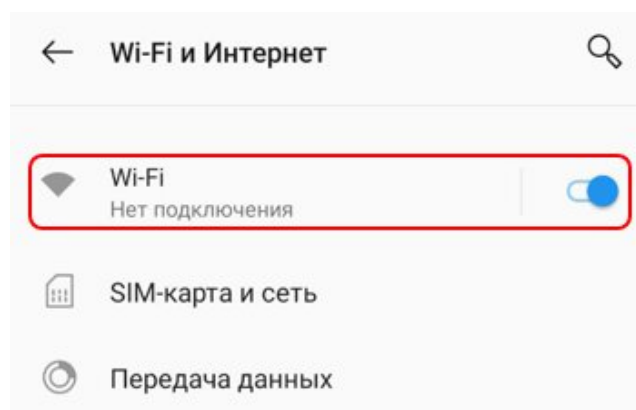 Wi-Fi и Интернет
Wi-Fi
Нет подключения
SIM-карта и сеть
Передача данных